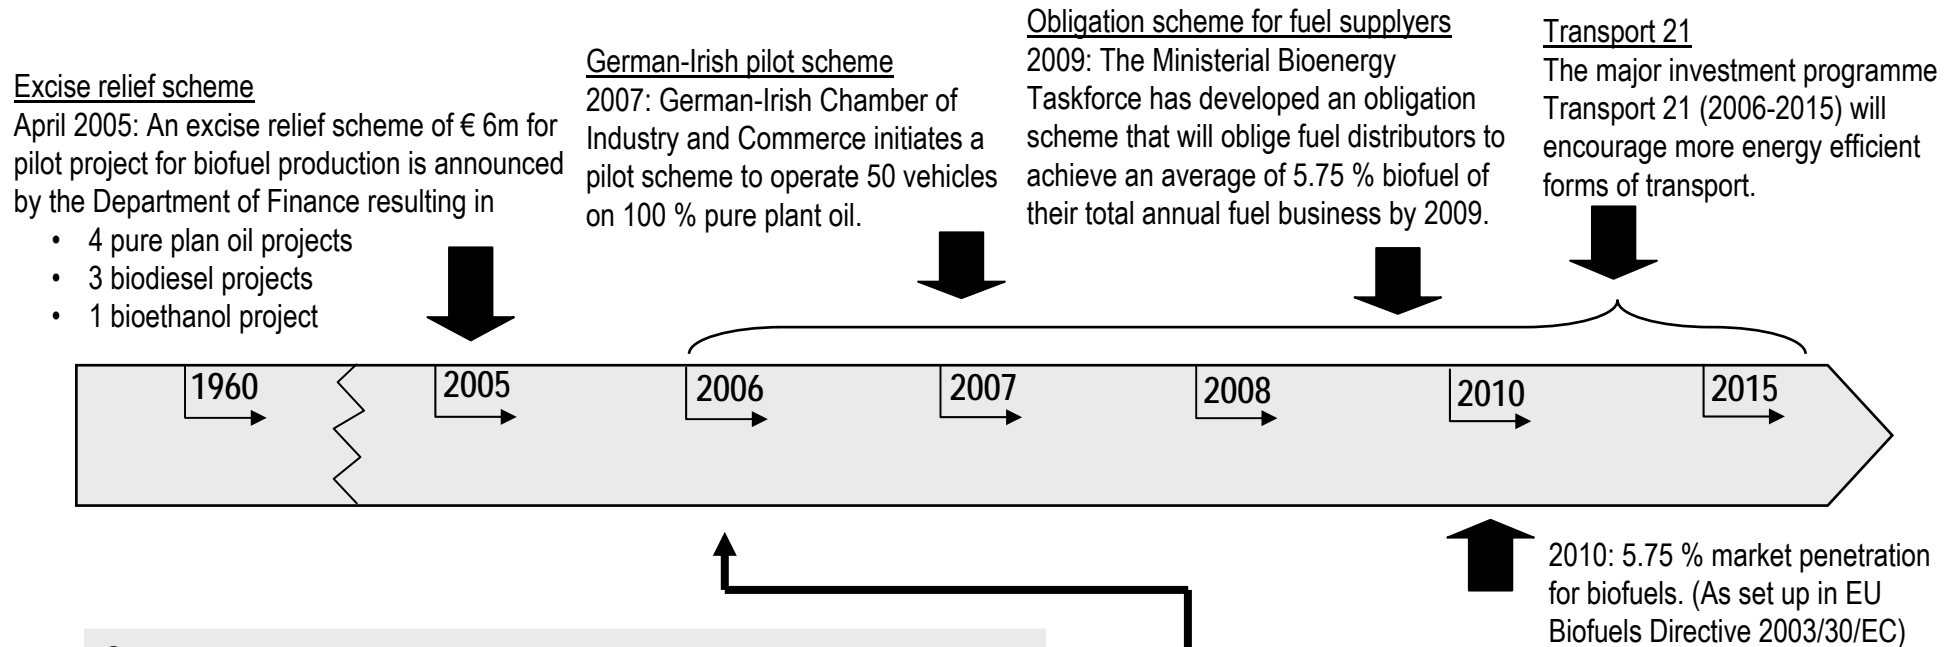 Excise relief scheme
April 2005: An excise relief scheme of € 6m for
pilot project for biofuel production is announced
by the Department of Finance resulting in
• 4 pure plan oil projects
• 3 biodiesel projects
• 1 bioethanol project
German-Irish pilot scheme
2007: German-Irish Chamber of
Industry and Commerce initiates a
pilot scheme to operate 50 vehicles
on 100 % pure plant oil.
Obligation scheme for fuel supplyers
2009: The Ministerial Bioenergy
Taskforce has developed an obligation
scheme that will oblige fuel distributors to
achieve an average of 5.75 % biofuel of
their total annual fuel business by 2009.
Transport 21
The major investment programme
Transport 21 (2006-2015) will
encourage more energy efficient
forms of transport.
1960
2005
2006
2007
2008
2010
2015
2010: 5.75 % market penetration
for biofuels. (As set up in EU
Biofuels Directive 2003/30/EC)